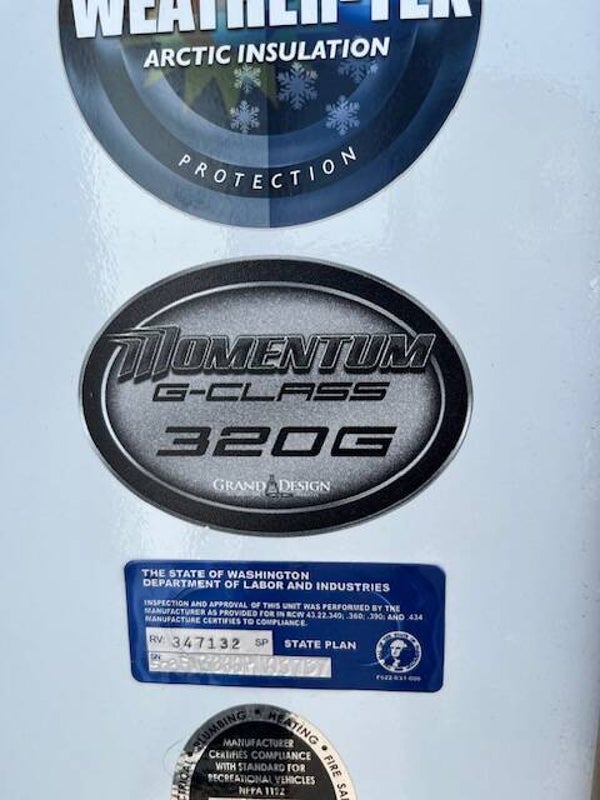 WEATHER-TEK
ARCTIC INSULATION
PROTECTION
MOMENTUM
G-CLASS
320G
GRAND DESIGN
THE STATE OF WASHINGTON
DEPARTMENT OF LABOR AND INDUSTRIES
INSPECTION AND APPROVAL OF THIS UNIT WAS PERFORMED BY THE
MANUFACTURER AS PROVIDED FOR IN RCW 43.22.340; .360; .390; AND .434
MANUFACTURE CERTIFIES TO COMPLIANCE.
RV: 347132 SP STATE PLAN
SN
PLUMBING • HEATING • FIRE
MANUFACTURER
CERTIFIES COMPLIANCE
WITH STANDARD FOR
RECREATIONAL VEHICLES
NFPA 1192